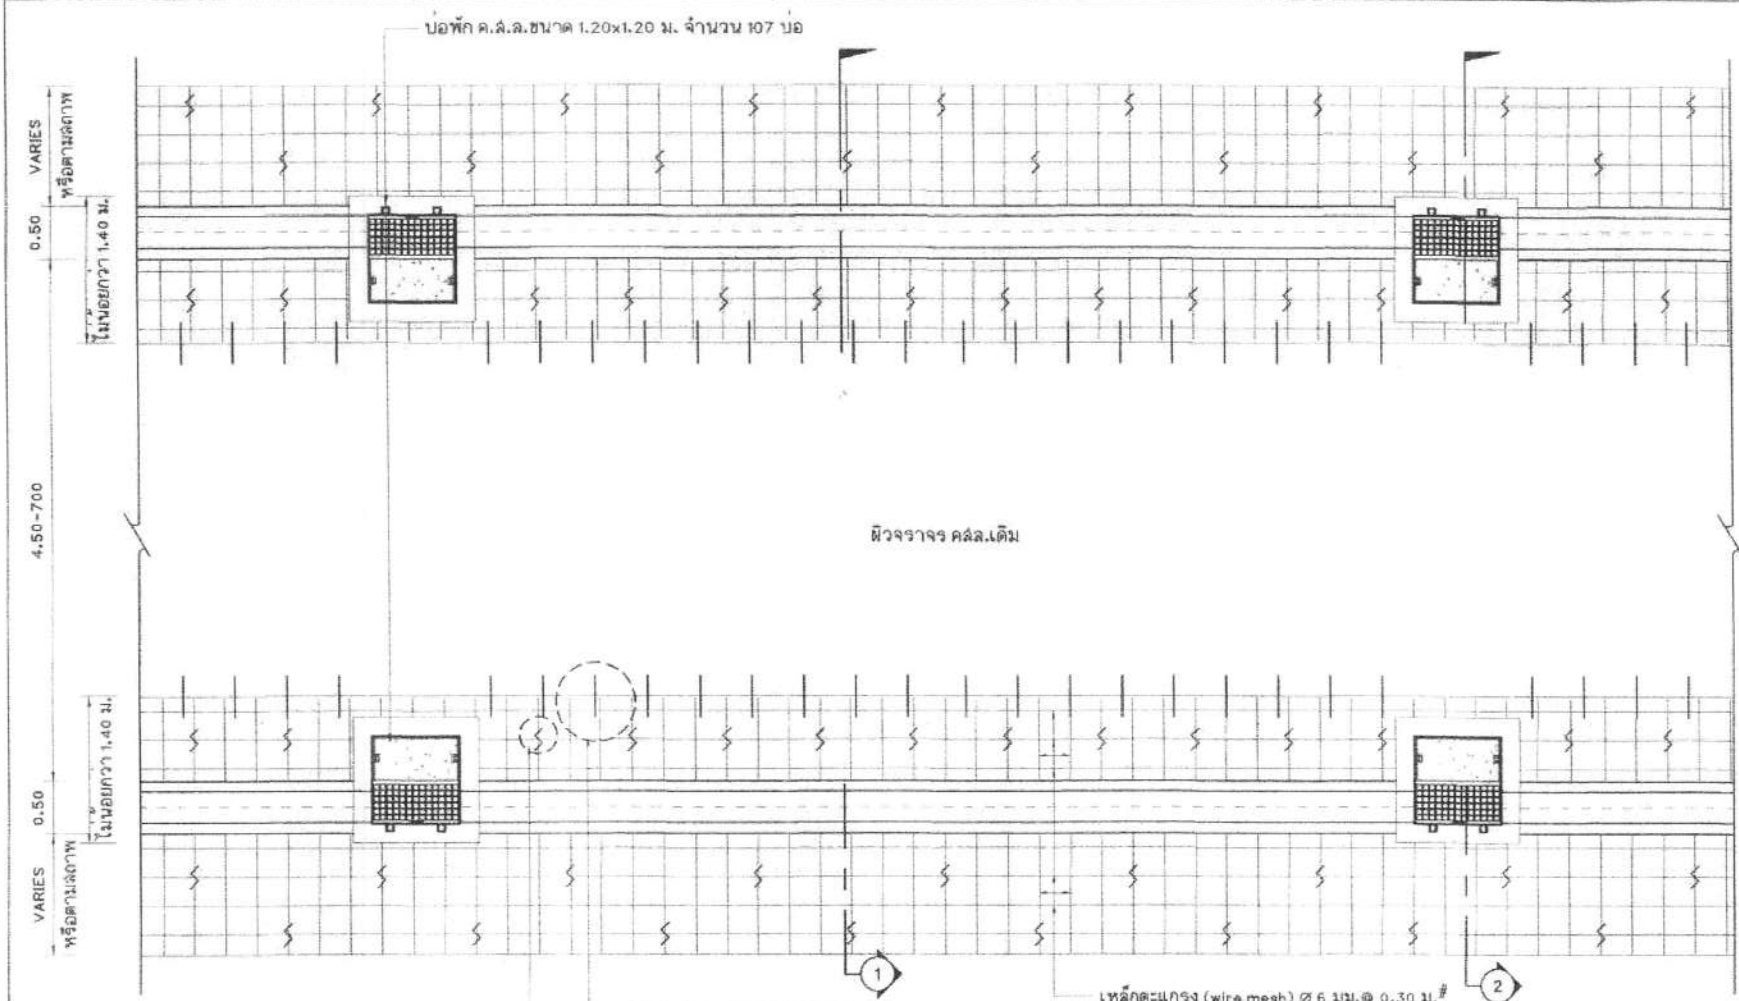 บ่อพัก ค.ส.ล.ขนาด 1.20x1.20 ม. จำนวน 107 บ่อ
VARIES
หรือตามสภาพ
0.50
ไม่น้อยกว่า 1.40 ม.
4.50-700
ผิวจราจร คสล.เดิม
ไม่น้อยกว่า 1.40 ม.
0.50
VARIES
หรือตามสภาพ
1
2
เหล็กตะแกรง (wire mesh) Ø 6 มม.@ 0.30 ม.#